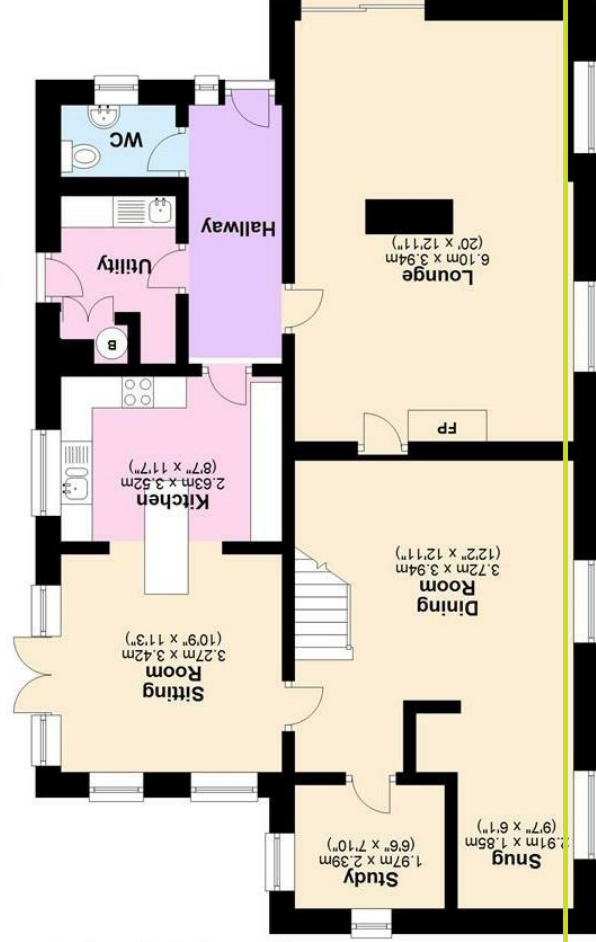 Snug
2.91m x 1.85m
(9'7" x 6'1")
Study
1.97m x 2.39m
(6'6" x 7'10")
Sitting
Room
3.27m x 3.42m
(10'9" x 11'3")
Dining
Room
3.72m x 3.94m
(12'2" x 12'11")
Kitchen
2.63m x 3.52m
(8'7" x 11'7")
FP
B
Lounge
6.10m x 3.94m
(20' x 12'11")
Utility
Hallway
WC